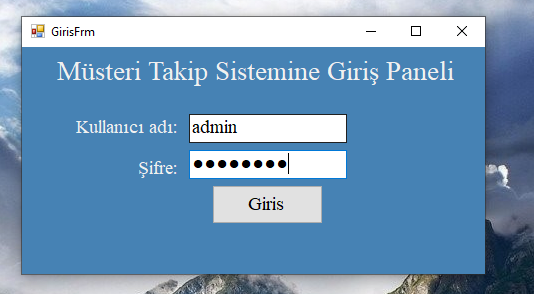 GirisFrm
Müsteri Takip Sistemine Giriş Paneli
Kullanıcı adı: admin
Şifre: ●●●●●●●●
Giris